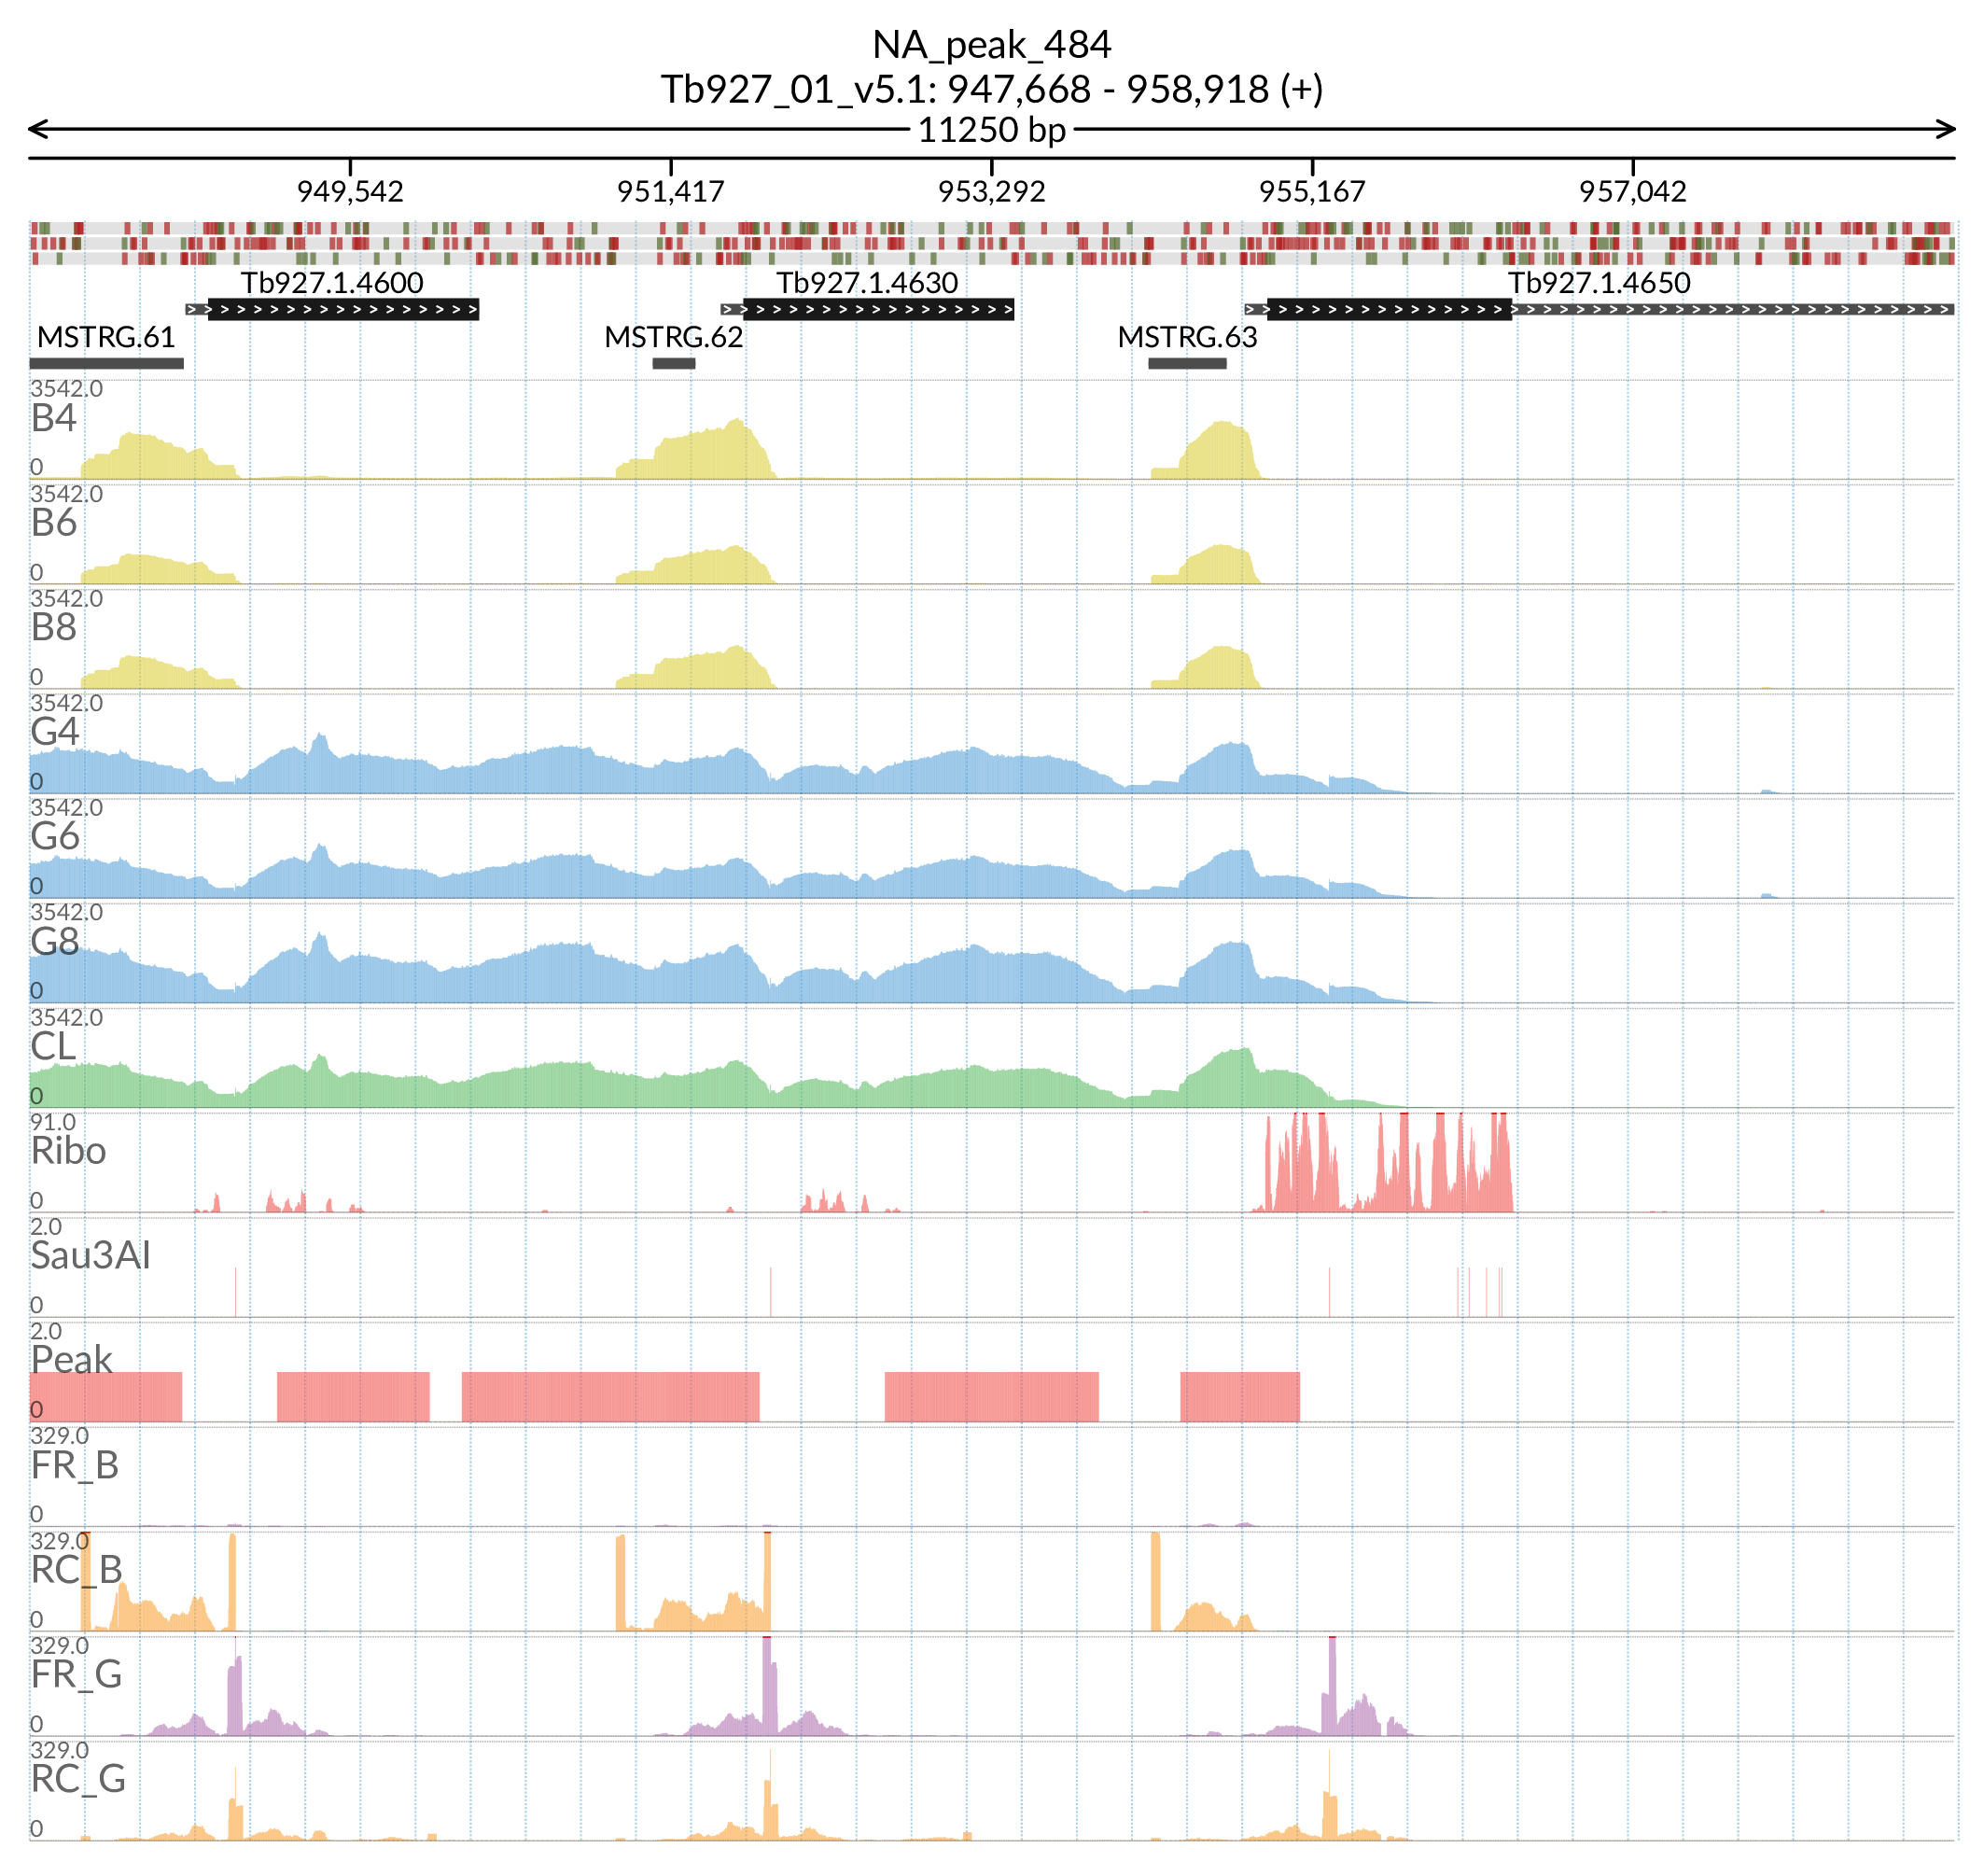 NA_peak_484
Tb927_01_v5.1: 947,668 - 958,918 (+)
11250 bp
949,542 951,417 953,292 955,167 957,042
Tb927.1.4600 Tb927.1.4630 Tb927.1.4650
MSTRG.61 MSTRG.62 MSTRG.63
3542.0
B4
0
3542.0
B6
0
3542.0
B8
0
3542.0
G4
0
3542.0
G6
0
3542.0
G8
0
3542.0
CL
0
91.0
Ribo
0
2.0
Sau3AI
0
2.0
Peak
0
329.0
FR_B
0
329.0
RC_B
0
329.0
FR_G
0
329.0
RC_G
0